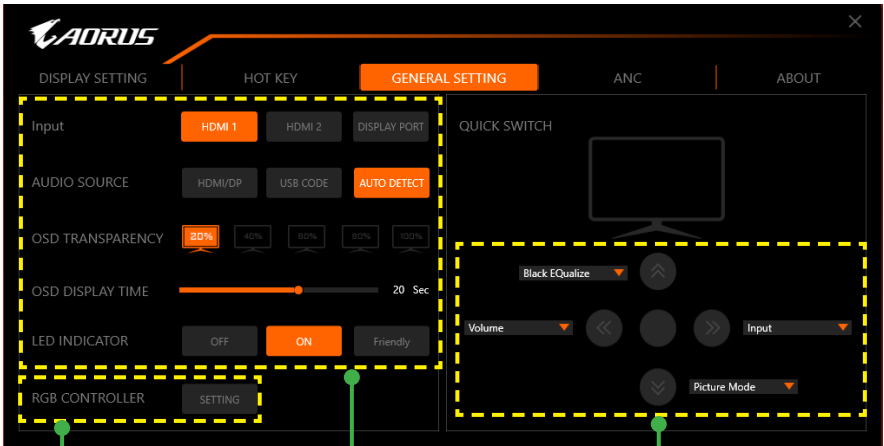 AORUS
DISPLAY SETTING HOT KEY GENERAL SETTING ANC ABOUT
Input HDMI 1 HDMI 2 DISPLAY PORT
AUDIO SOURCE HDMI/DP USB CODE AUTO DETECT
OSD TRANSPARENCY 20% 40% 60% 80% 100%
OSD DISPLAY TIME 20 Sec
LED INDICATOR OFF ON Friendly
RGB CONTROLLER SETTING
QUICK SWITCH
Black EQualize
Volume Input
Picture Mode